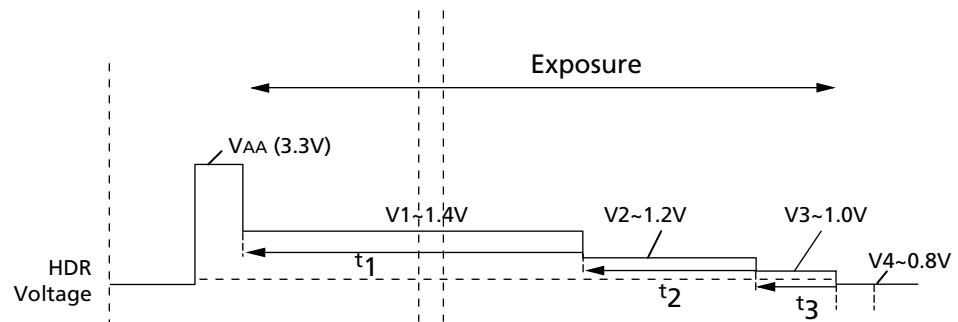 Exposure
VAA (3.3V)
V1~1.4V
V2~1.2V
V3~1.0V
HDR
Voltage
t1
t2
t3
V4~0.8V